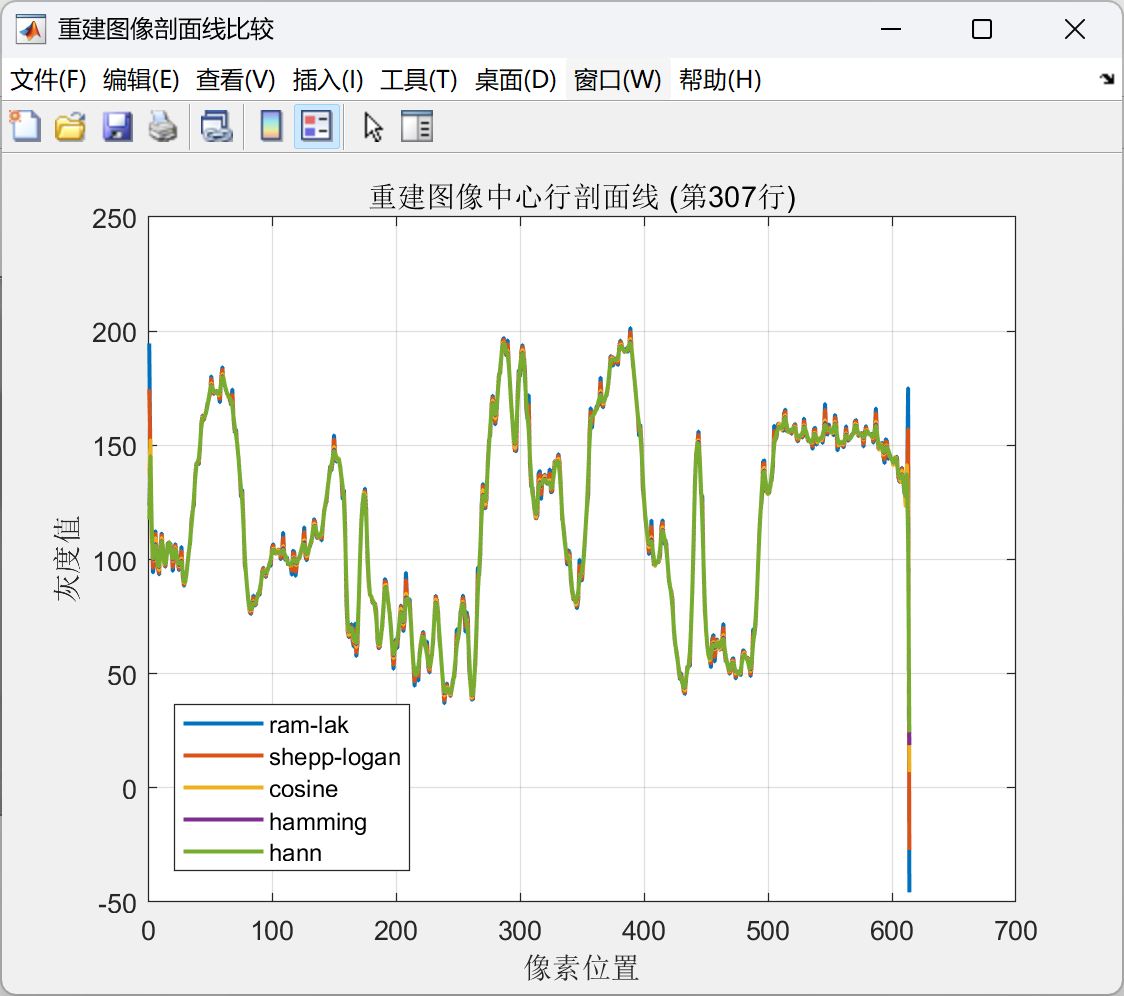 重建图像剖面线比较
文件(F) 编辑(E) 查看(V) 插入(I) 工具(T) 桌面(D) 窗口(W) 帮助(H)
重建图像中心行剖面线 (第307行)
250
200
150
100
50
0
-50
灰度值
ram-lak
shepp-logan
cosine
hamming
hann
0 100 200 300 400 500 600 700
像素位置